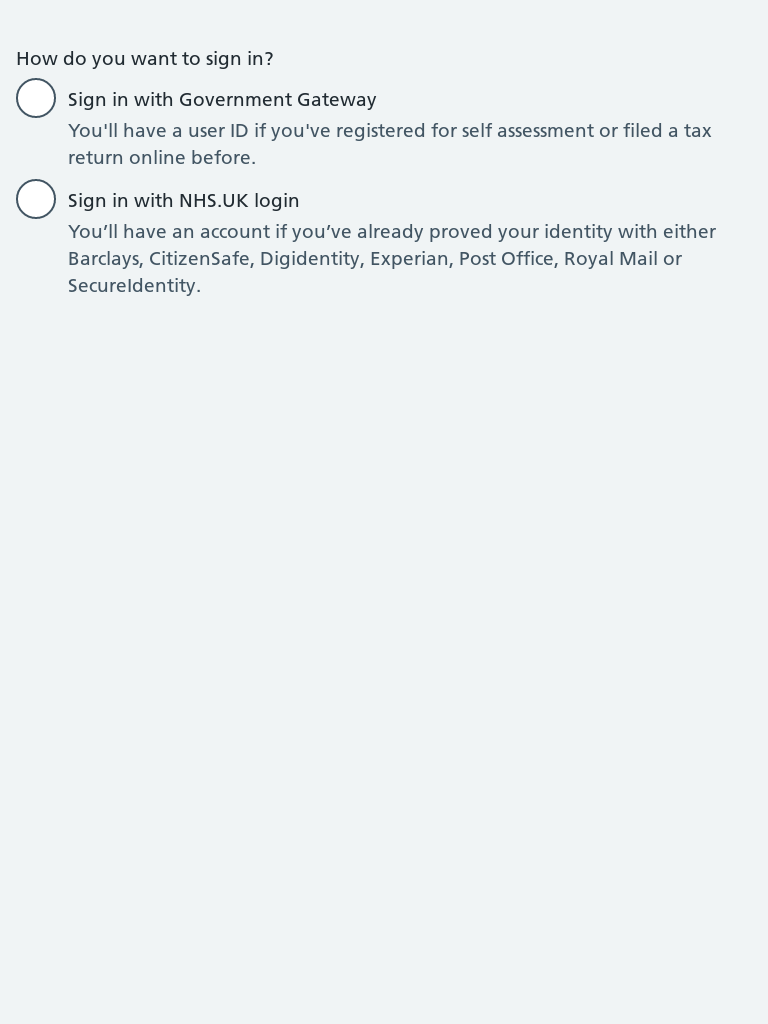 How do you want to sign in?
Sign in with Government Gateway
You'll have a user ID if you've registered for self assessment or filed a tax
return online before.
Sign in with NHS.UK login
You’ll have an account if you’ve already proved your identity with either
Barclays, CitizenSafe, Digidentity, Experian, Post Office, Royal Mail or
SecureIdentity.